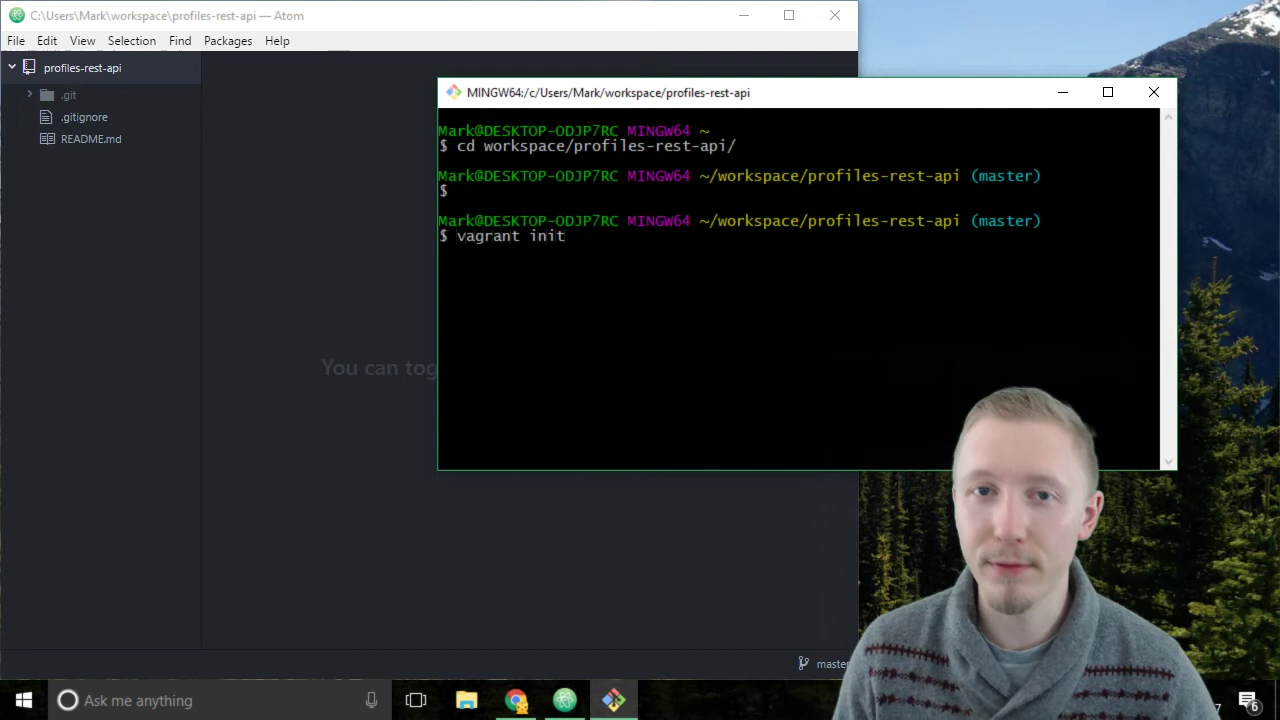 C:\Users\Mark\workspace\profiles-rest-api — Atom
File Edit View Selection Find Packages Help
profiles-rest-api
.git
.gitignore
README.md
You can tog
MINGW64:/c/Users/Mark/workspace/profiles-rest-api
Mark@DESKTOP-ODJP7RC MINGW64 ~
$ cd workspace/profiles-rest-api/
Mark@DESKTOP-ODJP7RC MINGW64 ~/workspace/profiles-rest-api (master)
$
Mark@DESKTOP-ODJP7RC MINGW64 ~/workspace/profiles-rest-api (master)
$ vagrant init
master
Ask me anything
7
6